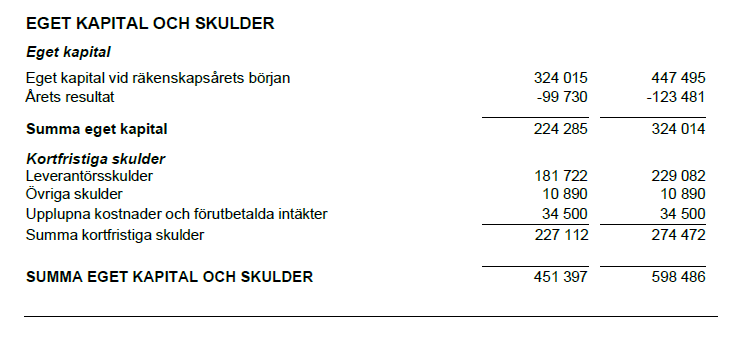 EGET KAPITAL OCH SKULDER
Eget kapital
Eget kapital vid räkenskapsårets början 324 015 447 495
Årets resultat -99 730 -123 481
Summa eget kapital 224 285 324 014
Kortfristiga skulder
Leverantörsskulder 181 722 229 082
Övriga skulder 10 890 10 890
Upplupna kostnader och förutbetalda intäkter 34 500 34 500
Summa kortfristiga skulder 227 112 274 472
SUMMA EGET KAPITAL OCH SKULDER 451 397 598 486